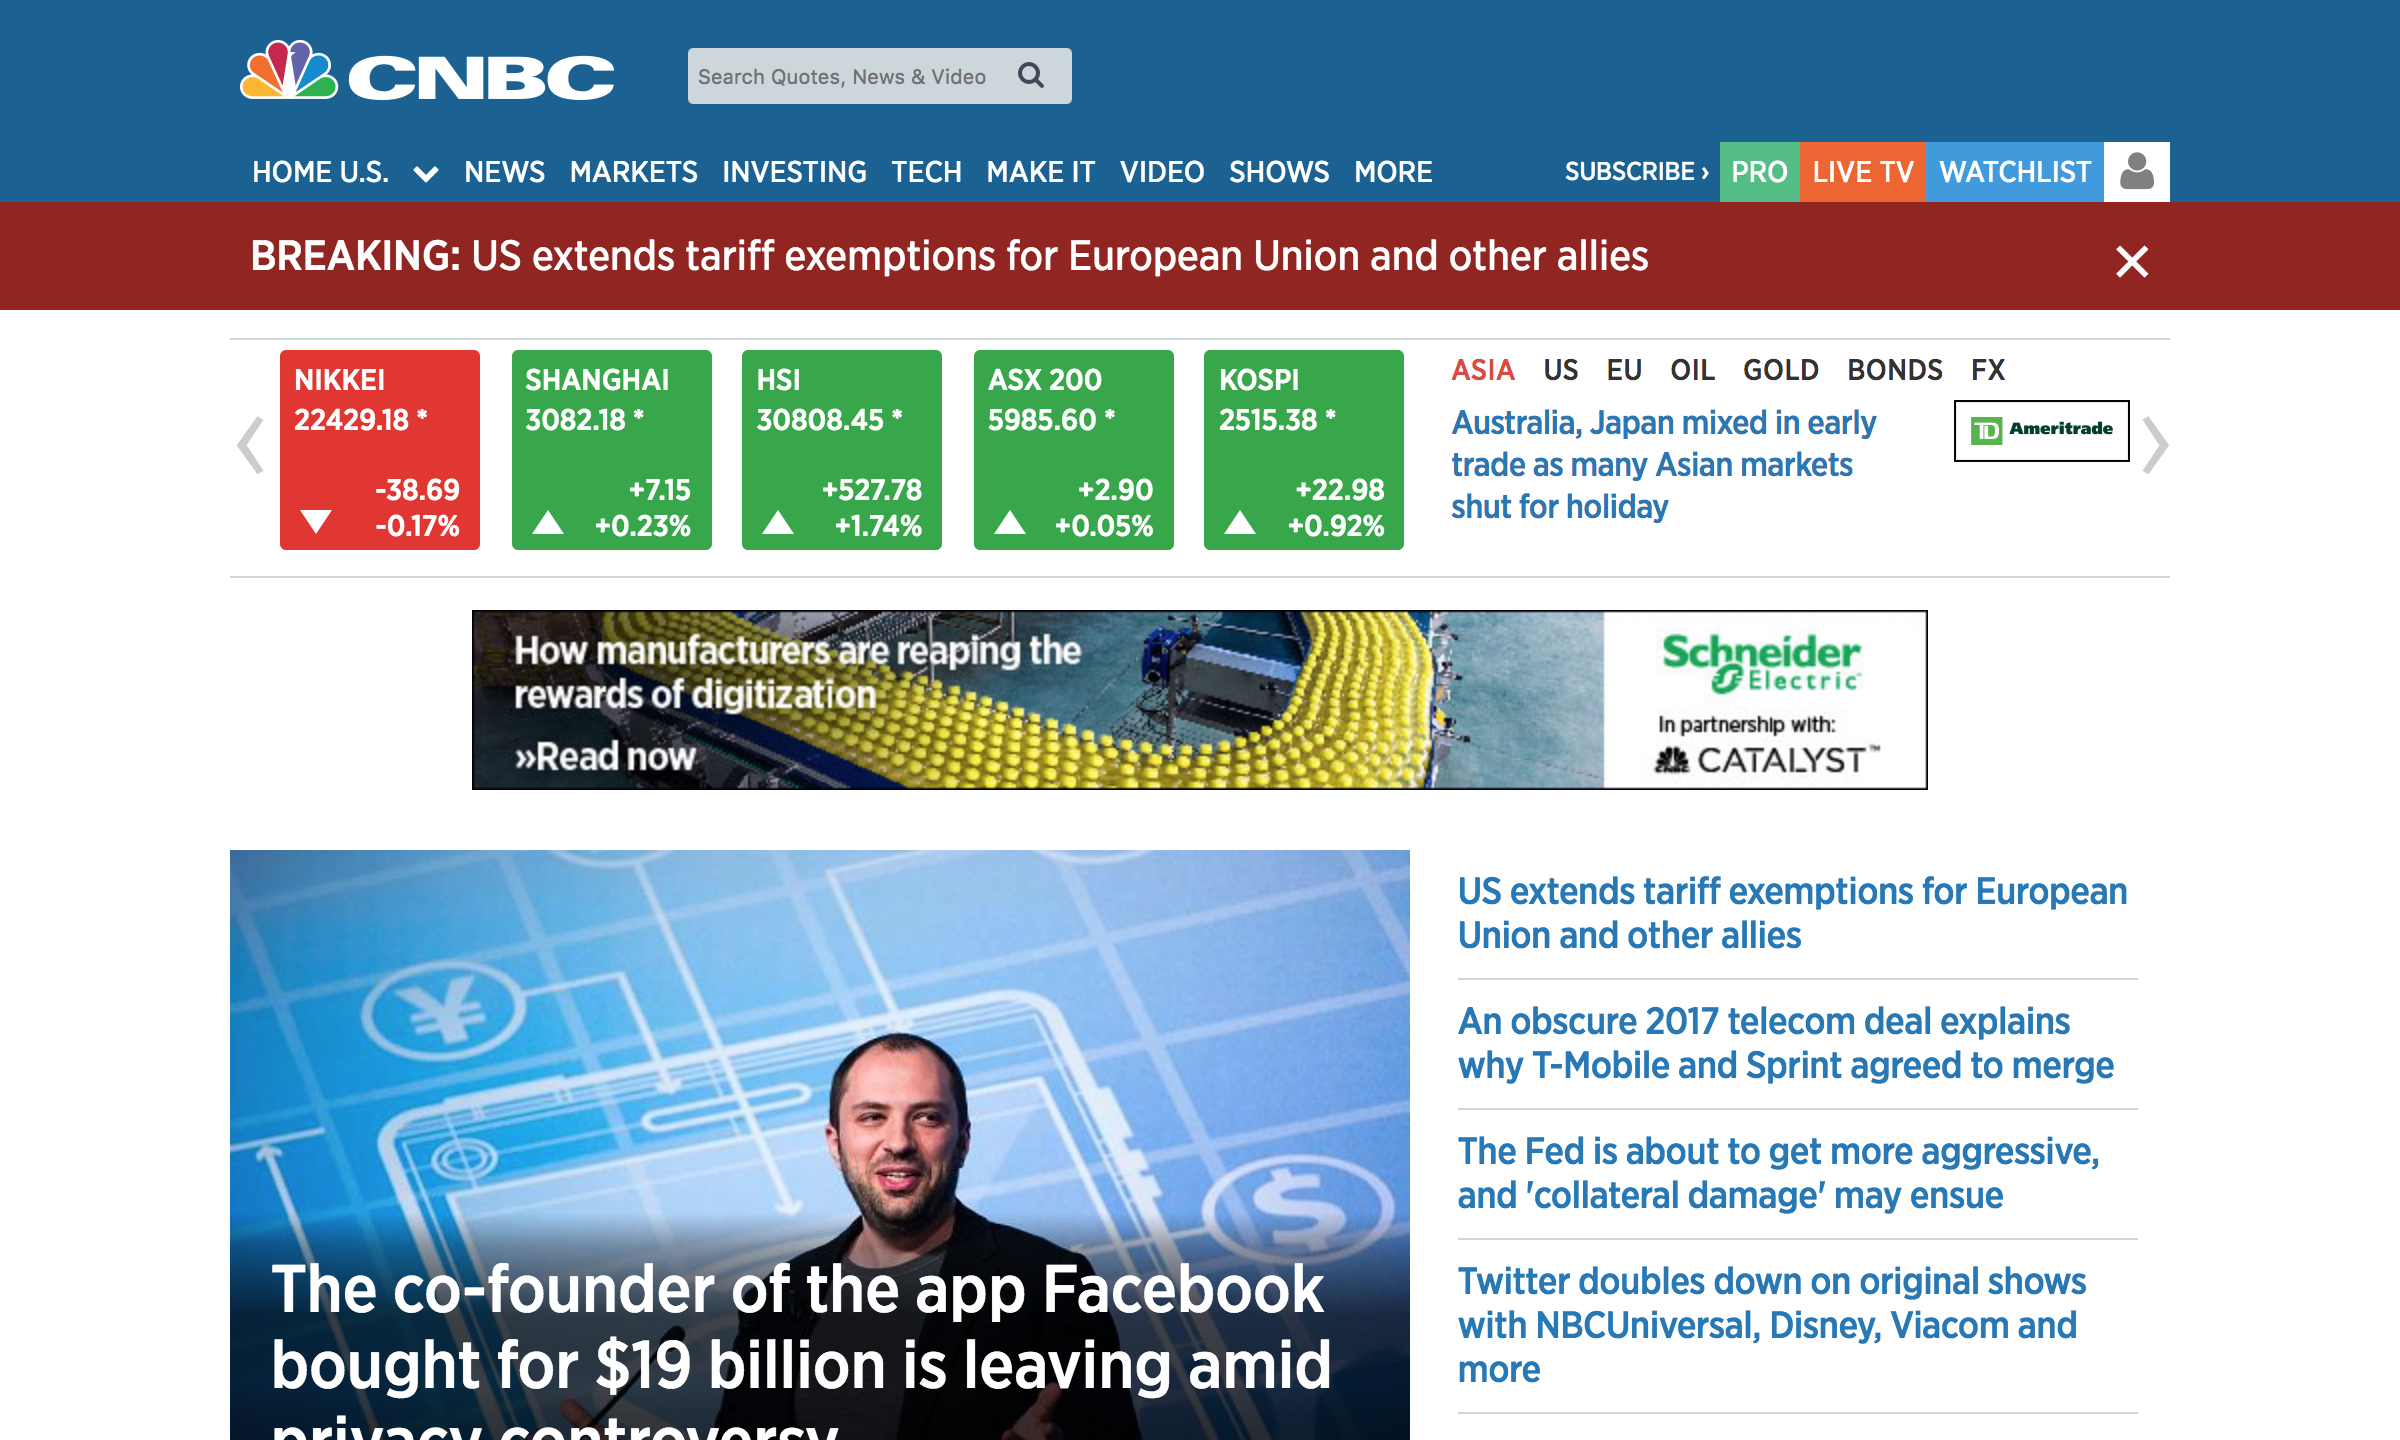 CNBC
Search Quotes, News & Video
HOME U.S. NEWS MARKETS INVESTING TECH MAKE IT VIDEO SHOWS MORE
SUBSCRIBE › PRO LIVE TV WATCHLIST
BREAKING: US extends tariff exemptions for European Union and other allies
NIKKEI
22429.18 *
-38.69
-0.17%
SHANGHAI
3082.18 *
+7.15
+0.23%
HSI
30808.45 *
+527.78
+1.74%
ASX 200
5985.60 *
+2.90
+0.05%
KOSPI
2515.38 *
+22.98
+0.92%
ASIA US EU OIL GOLD BONDS FX
Australia, Japan mixed in early
trade as many Asian markets
shut for holiday
TD Ameritrade
How manufacturers are reaping the
rewards of digitization
»Read now
Schneider
Electric
In partnership with:
CATALYST™
The co-founder of the app Facebook
bought for $19 billion is leaving amid
privacy controversy
US extends tariff exemptions for European
Union and other allies
An obscure 2017 telecom deal explains
why T-Mobile and Sprint agreed to merge
The Fed is about to get more aggressive,
and 'collateral damage' may ensue
Twitter doubles down on original shows
with NBCUniversal, Disney, Viacom and
more